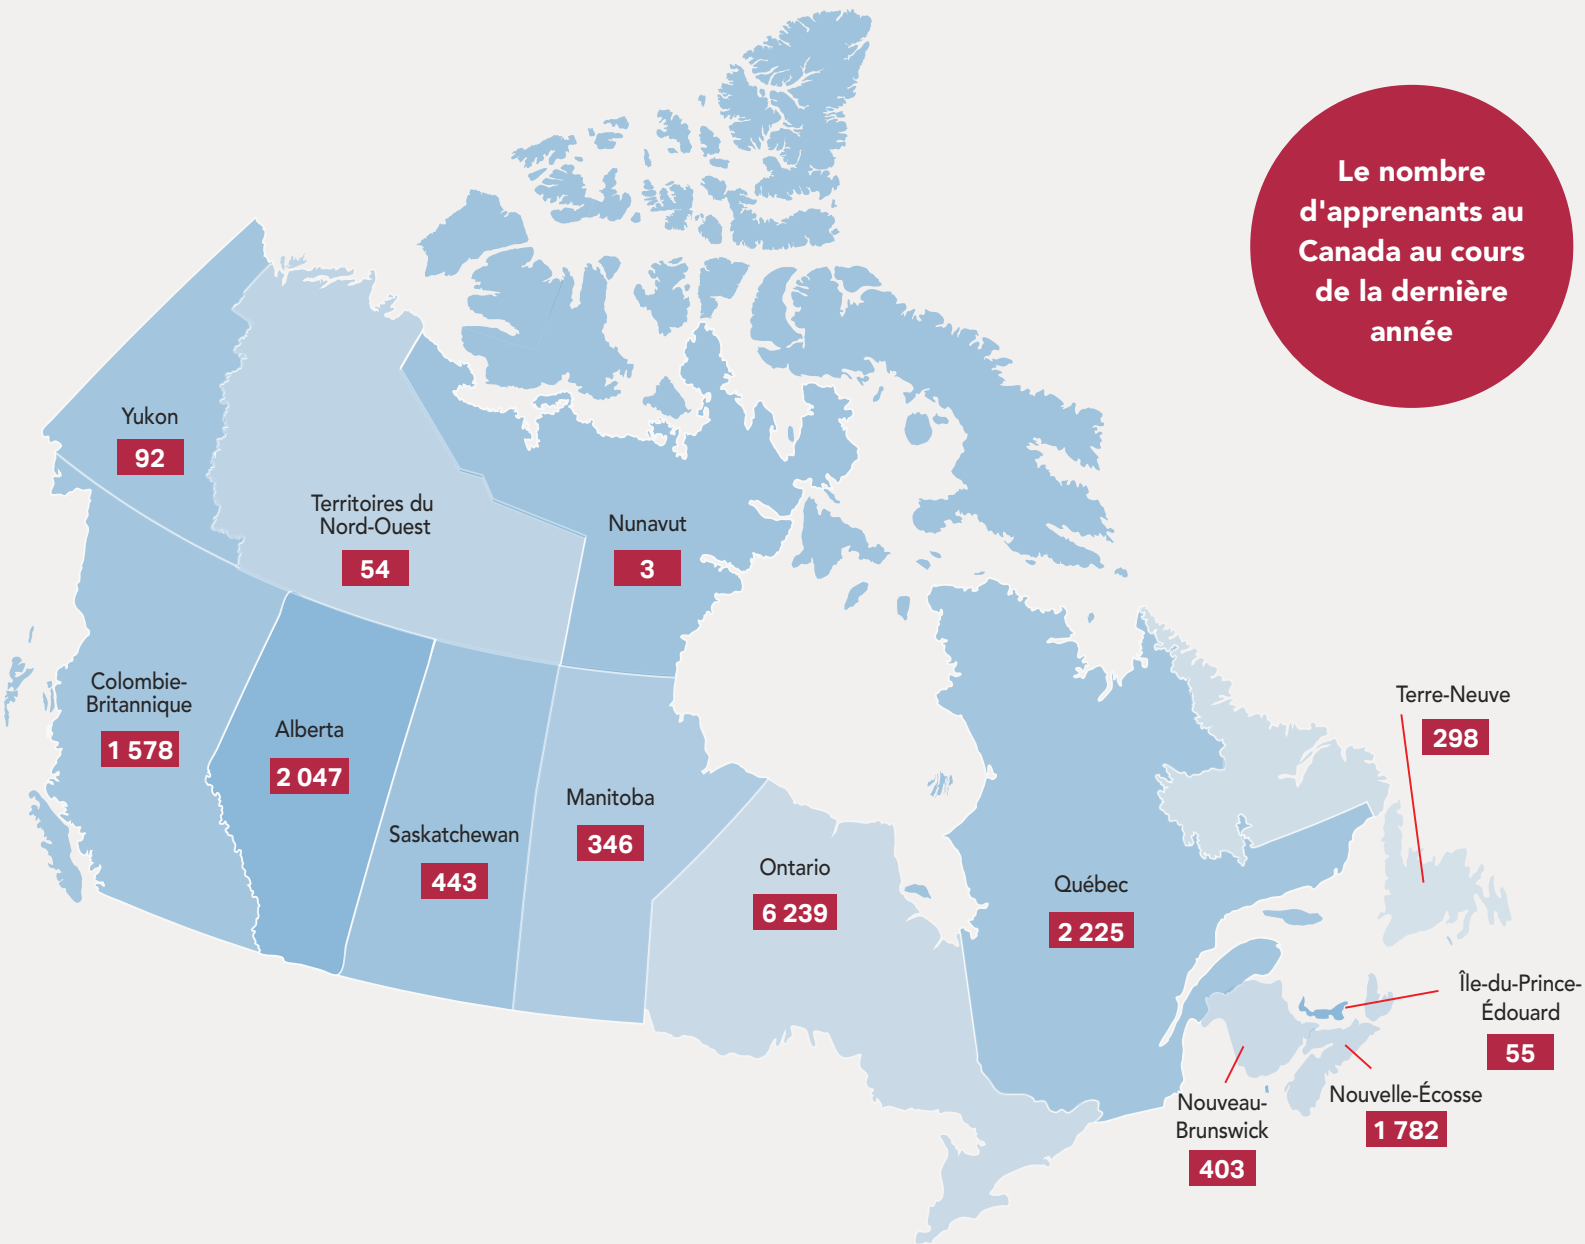 Le nombre
d'apprenants au
Canada au cours
de la dernière
année
Yukon
92
Territoires du
Nord-Ouest
54
Nunavut
3
Colombie-
Britannique
1 578
Alberta
2 047
Saskatchewan
443
Manitoba
346
Ontario
6 239
Québec
2 225
Terre-Neuve
298
Île-du-Prince-
Édouard
55
Nouvelle-Écosse
1 782
Nouveau-
Brunswick
403